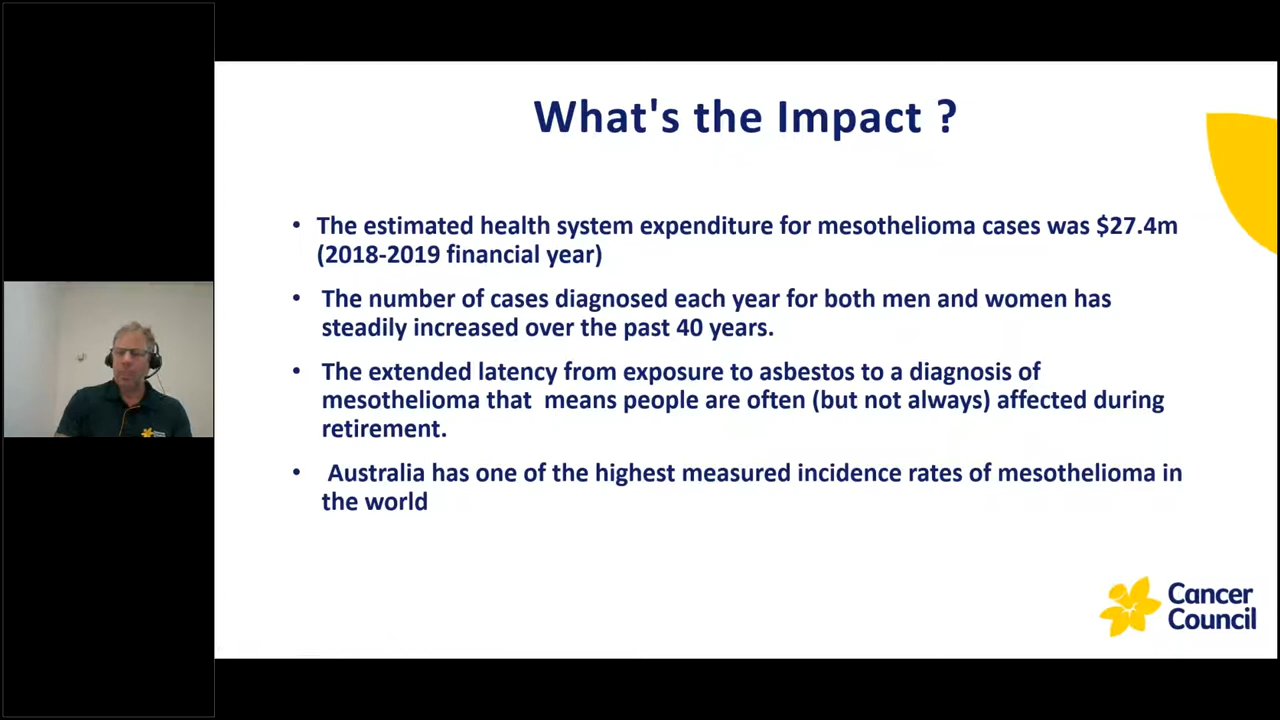 What's the Impact ?
• The estimated health system expenditure for mesothelioma cases was $27.4m
(2018-2019 financial year)
• The number of cases diagnosed each year for both men and women has
steadily increased over the past 40 years.
• The extended latency from exposure to asbestos to a diagnosis of
mesothelioma that  means people are often (but not always) affected during
retirement.
• Australia has one of the highest measured incidence rates of mesothelioma in
the world
Cancer
Council